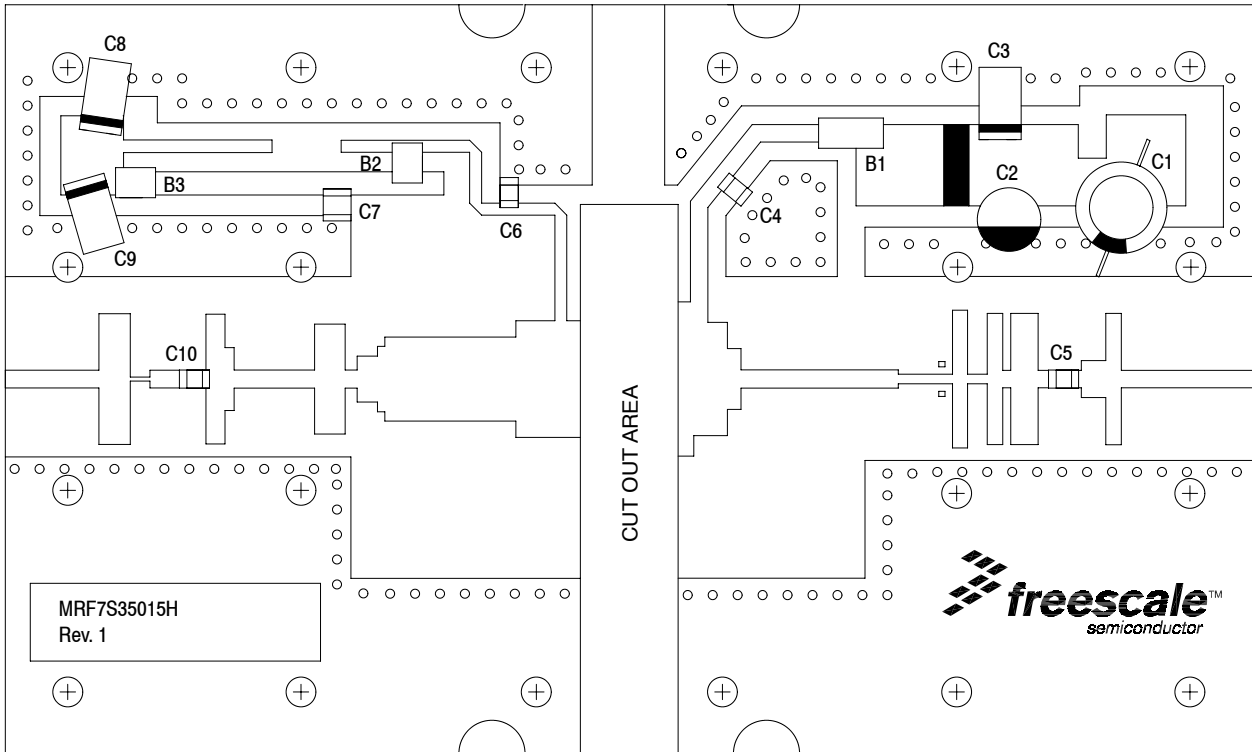 C8
C3
B2
B1
C1
B3
C2
C7
C4
C6
C9
C10
C5
CUT OUT AREA
MRF7S35015H
Rev. 1
freescale™
semiconductor